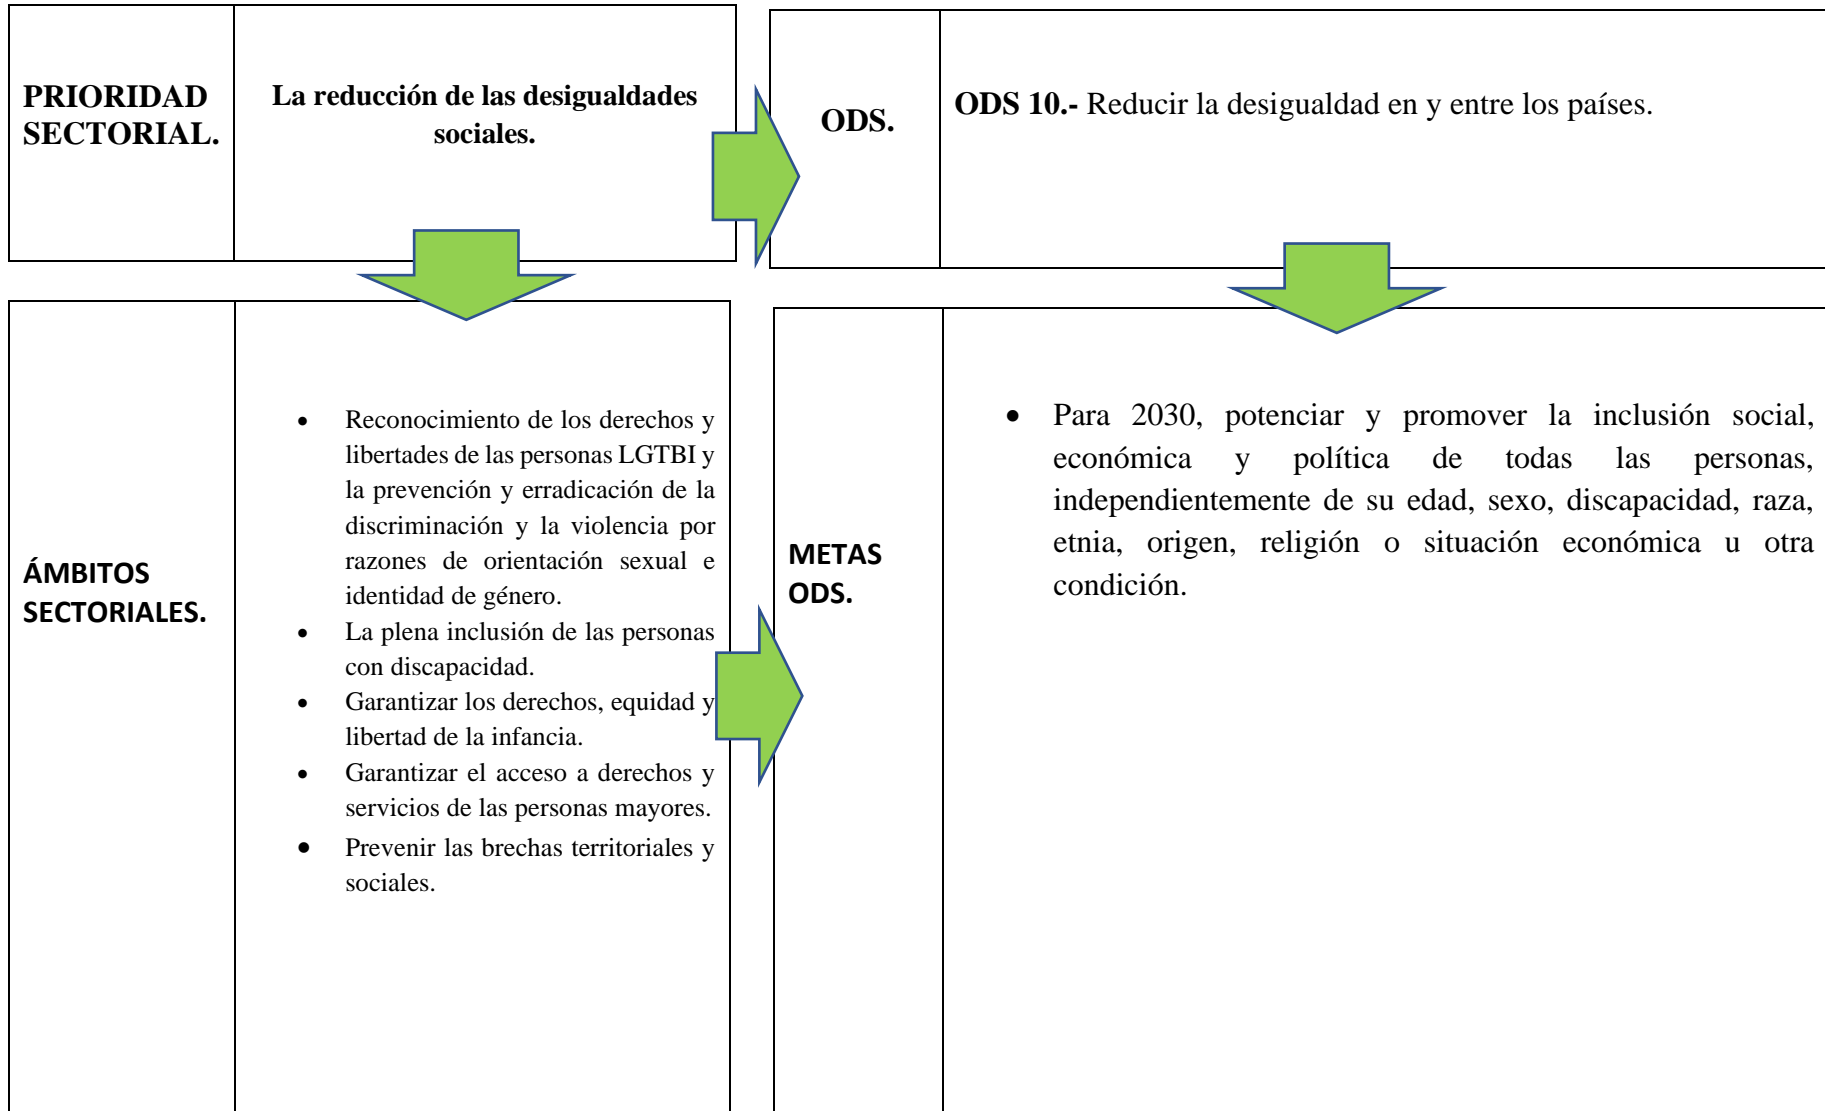 PRIORIDAD
SECTORIAL.
La reducción de las desigualdades
sociales.
ODS.
ODS 10.- Reducir la desigualdad en y entre los países.
ÁMBITOS
SECTORIALES.
• Reconocimiento de los derechos y
libertades de las personas LGTBI y
la prevención y erradicación de la
discriminación y la violencia por
razones de orientación sexual e
identidad de género.
• La plena inclusión de las personas
con discapacidad.
• Garantizar los derechos, equidad y
libertad de la infancia.
• Garantizar el acceso a derechos y
servicios de las personas mayores.
• Prevenir las brechas territoriales y
sociales.
METAS
ODS.
• Para 2030, potenciar y promover la inclusión social,
económica y política de todas las personas,
independientemente de su edad, sexo, discapacidad, raza,
etnia, origen, religión o situación económica u otra
condición.